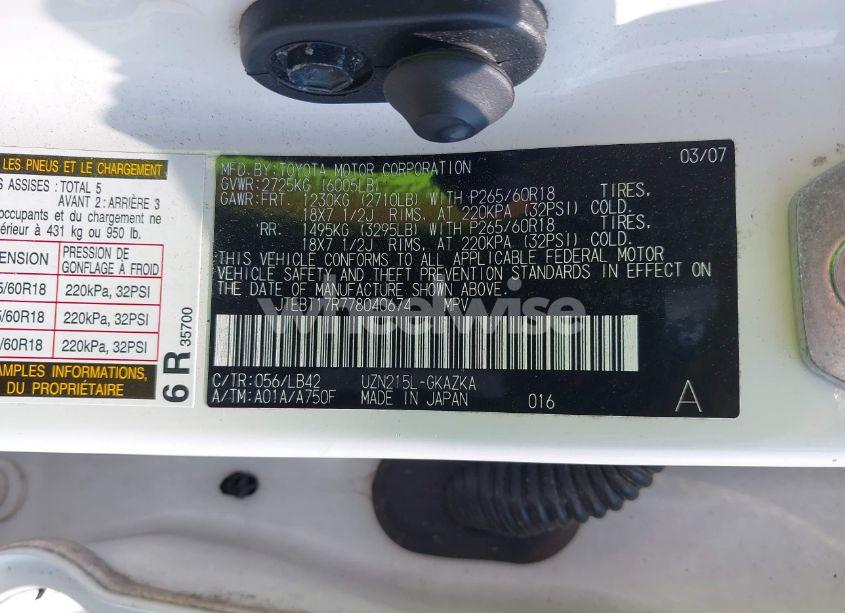 LES PNEUS ET LE CHARGEMENT
S ASSISES: TOTAL 5
AVANT 2: ARRIÈRE 3
occupants et du chargement ne
érieur à 431 kg ou 950 lb.
ENSION PRESSION DE GONFLAGE À FROID
5/60R18 220kPa, 32PSI
5/60R18 220kPa, 32PSI
/60R18 220kPa, 32PSI
AMPLES INFORMATIONS,
DU PROPRIÉTAIRE
6 R 35700
MFD.BY:TOYOTA MOTOR CORPORATION 03/07
GVWR:2725KG (6005LB)
GAWR:FRT. 1230KG (2710LB) WITH P265/60R18 TIRES,
18X7 1/2J RIMS, AT 220KPA (32PSI) COLD.
RR. 1495KG (3295LB) WITH P265/60R18 TIRES,
18X7 1/2J RIMS, AT 220KPA (32PSI) COLD.
THIS VEHICLE CONFORMS TO ALL APPLICABLE FEDERAL MOTOR
VEHICLE SAFETY AND THEFT PREVENTION STANDARDS IN EFFECT ON
THE DATE OF MANUFACTURE SHOWN ABOVE.
JTEBT17R778040674 MPV
wheelwise
C/TR:056/LB42 UZN215L-GKAZKA
A/TM:A01A/A750F MADE IN JAPAN 016 A